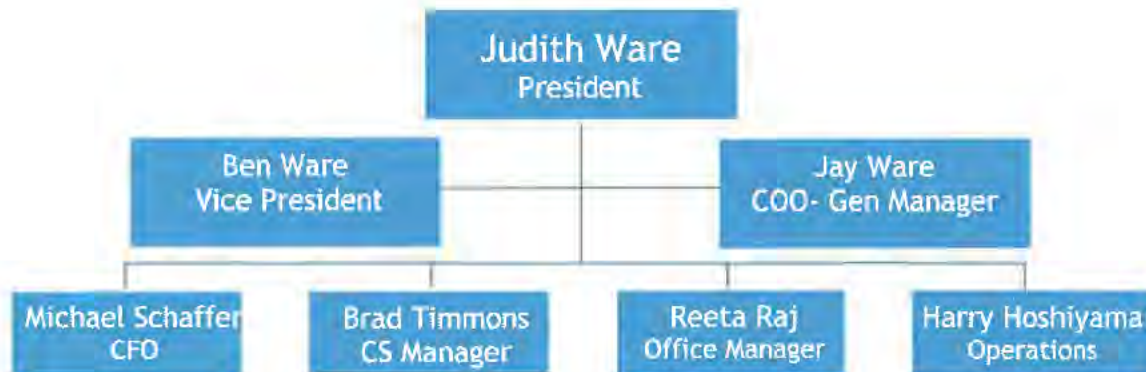 Judith Ware
President
Ben Ware
Vice President
Jay Ware
COO- Gen Manager
Michael Schaffer
CFO
Brad Timmons
CS Manager
Reeta Raj
Office Manager
Harry Hoshiyama
Operations